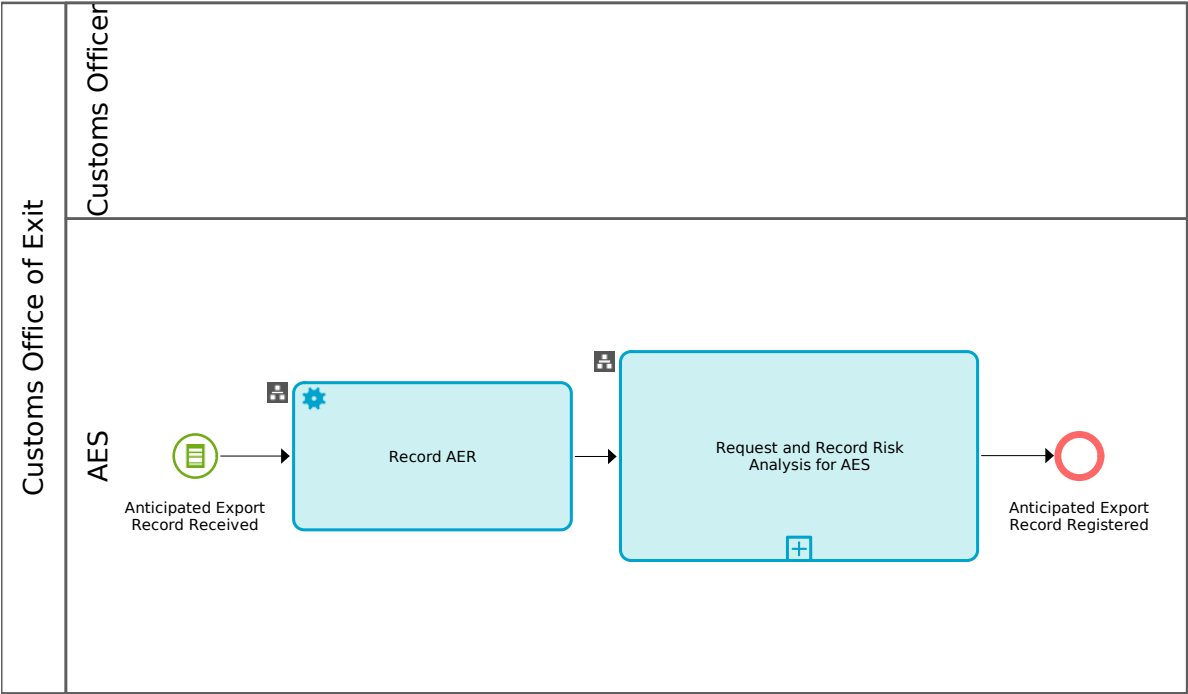 Customs Office of Exit
Customs Officer
AES
Anticipated Export
Record Received
Record AER
Request and Record Risk
Analysis for AES
Anticipated Export
Record Registered